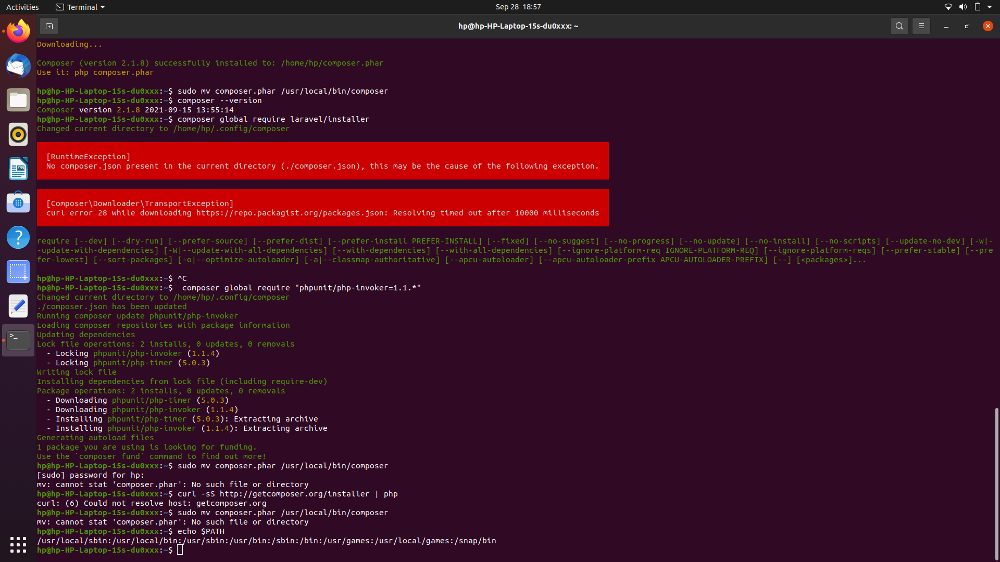 Activities
Terminal
Sep 28 18:57
hp@hp-HP-Laptop-15s-du0xxx: ~
Downloading...
Composer (version 2.1.8) successfully installed to: /home/hp/composer.phar
Use it: php composer.phar
hp@hp-HP-Laptop-15s-du0xxx:~$ sudo mv composer.phar /usr/local/bin/composer
hp@hp-HP-Laptop-15s-du0xxx:~$ composer --version
Composer version 2.1.8 2021-09-15 13:55:14
hp@hp-HP-Laptop-15s-du0xxx:~$ composer global require laravel/installer
Changed current directory to /home/hp/.config/composer
[RuntimeException]
No composer.json present in the current directory (./composer.json), this may be the cause of the following exception.
[Composer\Downloader\TransportException]
curl error 28 while downloading https://repo.packagist.org/packages.json: Resolving timed out after 10000 milliseconds
require [--dev] [--dry-run] [--prefer-source] [--prefer-dist] [--prefer-install PREFER-INSTALL] [--fixed] [--no-suggest] [--no-progress] [--no-update] [--no-install] [--no-scripts] [--update-no-dev] [-w|-
-update-with-dependencies] [-W|--update-with-all-dependencies] [--with-dependencies] [--with-all-dependencies] [--ignore-platform-req IGNORE-PLATFORM-REQ] [--ignore-platform-reqs] [--prefer-stable] [--pre
fer-lowest] [--sort-packages] [-o|--optimize-autoloader] [-a|--classmap-authoritative] [--apcu-autoloader] [--apcu-autoloader-prefix APCU-AUTOLOADER-PREFIX] [--] [<packages>]...
hp@hp-HP-Laptop-15s-du0xxx:~$ ^C
hp@hp-HP-Laptop-15s-du0xxx:~$  composer global require "phpunit/php-invoker=1.1.*"
Changed current directory to /home/hp/.config/composer
./composer.json has been updated
Running composer update phpunit/php-invoker
Loading composer repositories with package information
Updating dependencies
Lock file operations: 2 installs, 0 updates, 0 removals
  - Locking phpunit/php-invoker (1.1.4)
  - Locking phpunit/php-timer (5.0.3)
Writing lock file
Installing dependencies from lock file (including require-dev)
Package operations: 2 installs, 0 updates, 0 removals
  - Downloading phpunit/php-timer (5.0.3)
  - Downloading phpunit/php-invoker (1.1.4)
  - Installing phpunit/php-timer (5.0.3): Extracting archive
  - Installing phpunit/php-invoker (1.1.4): Extracting archive
Generating autoload files
1 package you are using is looking for funding.
Use the `composer fund` command to find out more!
hp@hp-HP-Laptop-15s-du0xxx:~$ sudo mv composer.phar /usr/local/bin/composer
[sudo] password for hp:
mv: cannot stat 'composer.phar': No such file or directory
hp@hp-HP-Laptop-15s-du0xxx:~$ curl -sS http://getcomposer.org/installer | php
curl: (6) Could not resolve host: getcomposer.org
hp@hp-HP-Laptop-15s-du0xxx:~$ sudo mv composer.phar /usr/local/bin/composer
mv: cannot stat 'composer.phar': No such file or directory
hp@hp-HP-Laptop-15s-du0xxx:~$ echo $PATH
/usr/local/sbin:/usr/local/bin:/usr/sbin:/usr/bin:/sbin:/bin:/usr/games:/usr/local/games:/snap/bin
hp@hp-HP-Laptop-15s-du0xxx:~$